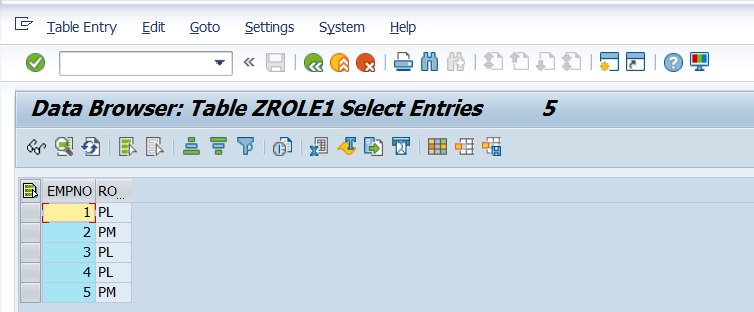 Table Entry Edit Goto Settings System Help
Data Browser: Table ZROLE1 Select Entries 5
EMPNO RO...
1 PL
2 PM
3 PL
4 PL
5 PM